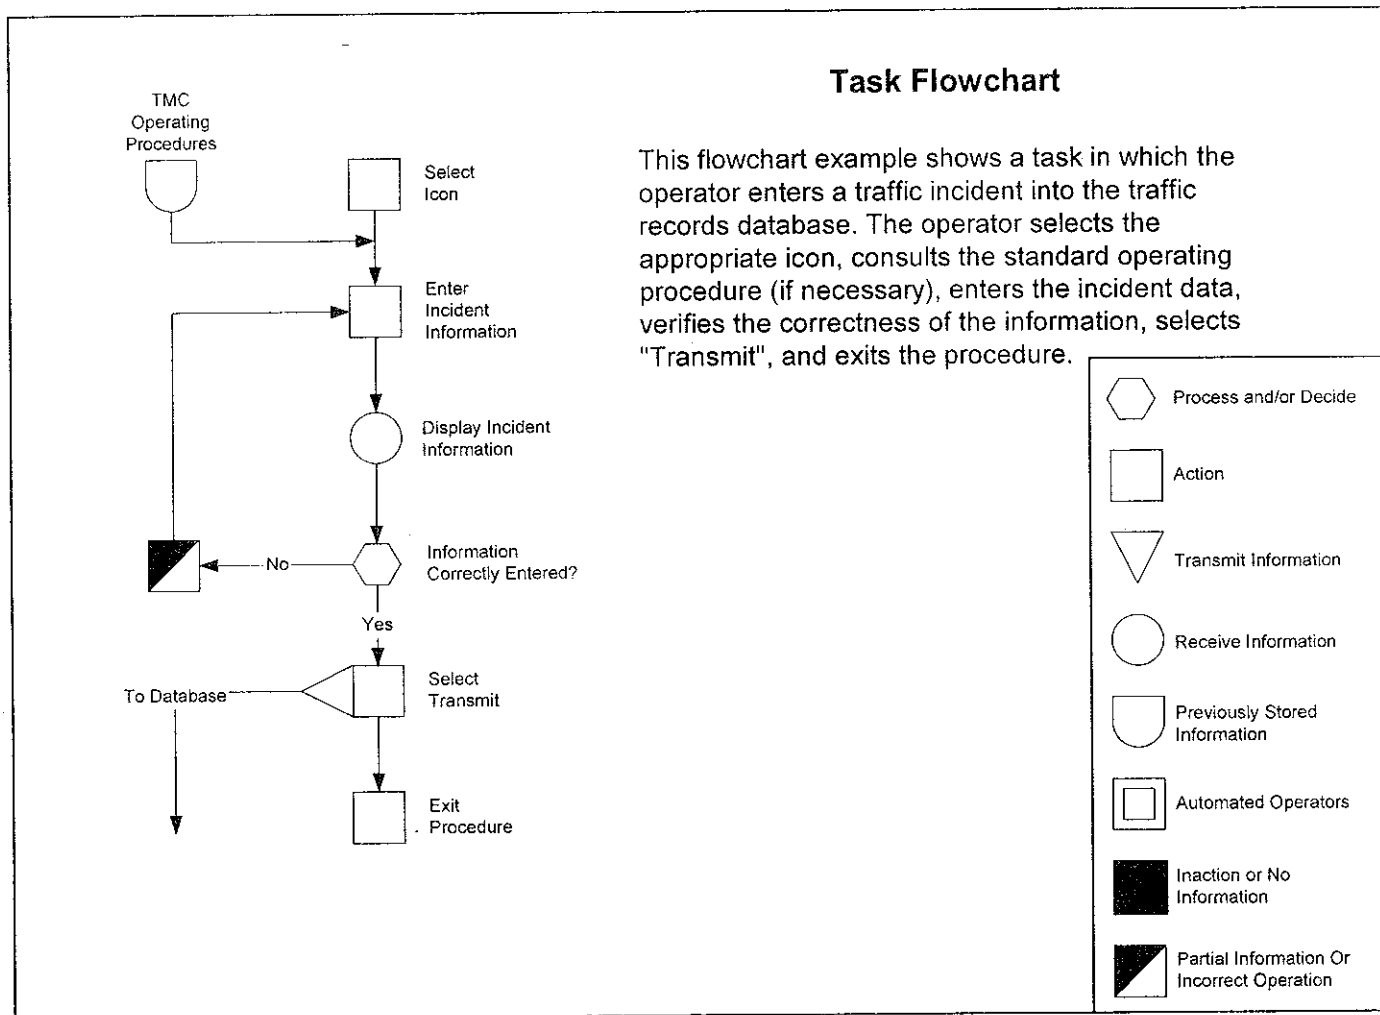 Task Flowchart
This flowchart example shows a task in which the
operator enters a traffic incident into the traffic
records database. The operator selects the
appropriate icon, consults the standard operating
procedure (if necessary), enters the incident data,
verifies the correctness of the information, selects
"Transmit", and exits the procedure.
TMC
Operating
Procedures
Select
Icon
Enter
Incident
Information
Display Incident
Information
Information
Correctly Entered?
No
Yes
Select
Transmit
To Database
Exit
Procedure
Process and/or Decide
Action
Transmit Information
Receive Information
Previously Stored
Information
Automated Operators
Inaction or No
Information
Partial Information Or
Incorrect Operation